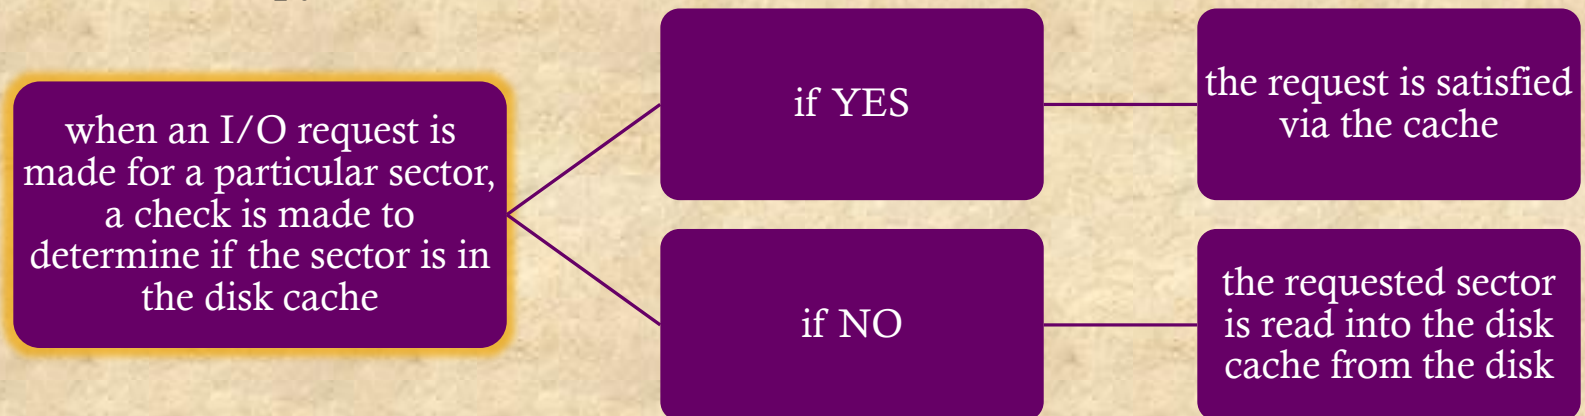 when an I/O request is
made for a particular sector,
a check is made to
determine if the sector is in
the disk cache
if YES
the request is satisfied
via the cache
if NO
the requested sector
is read into the disk
cache from the disk